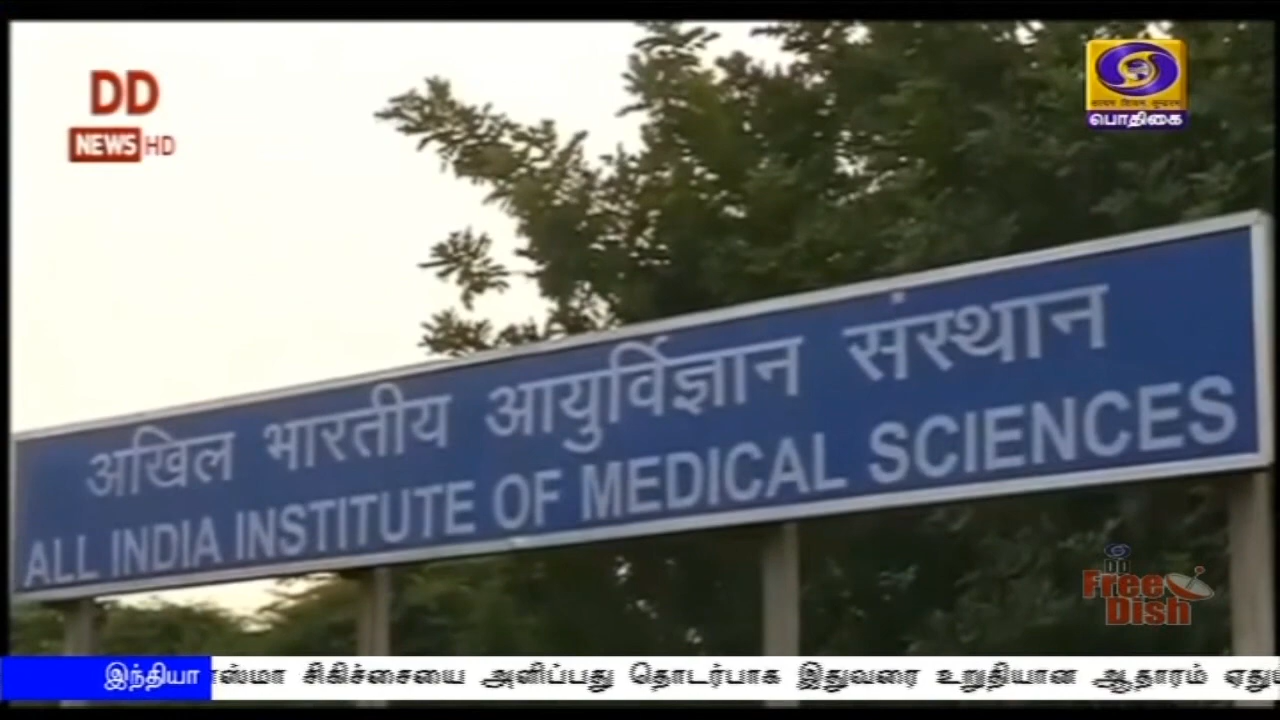 DD
NEWS HD
பொதிகை
अखिल भारतीय आयुर्विज्ञान संस्थान
ALL INDIA INSTITUTE OF MEDICAL SCIENCES
DD
Free
Dish
இந்தியா
சிகிச்சையை அளிப்பது தொடர்பாக இதுவரை உறுதியான ஆதாரம்